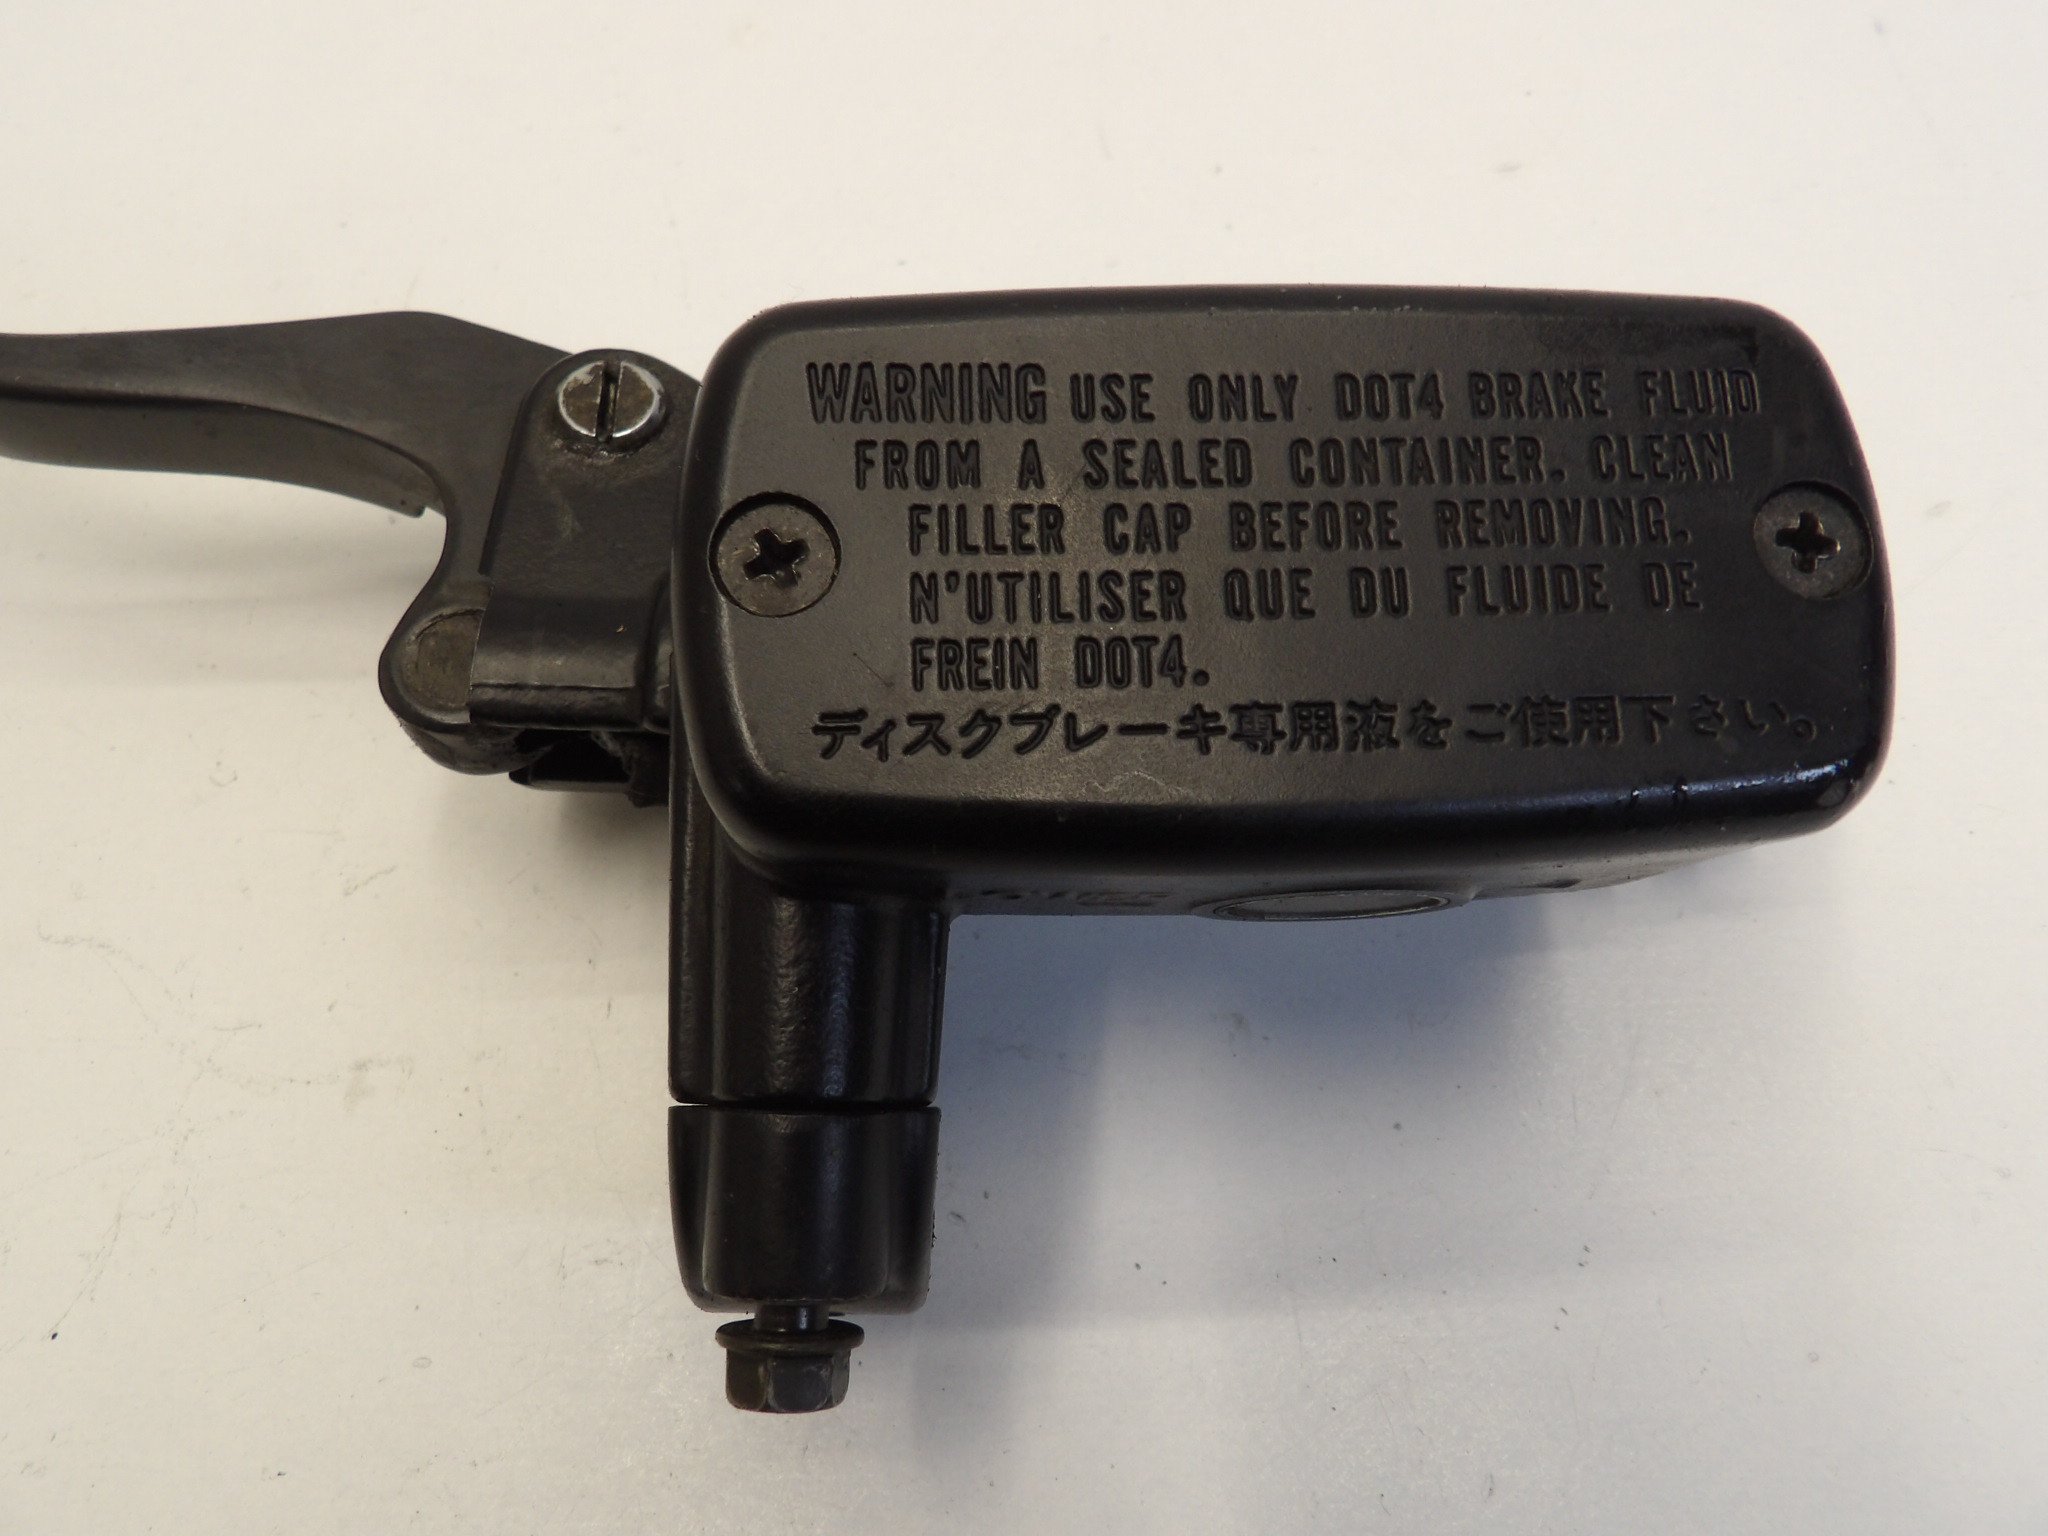 WARNING USE ONLY DOT4 BRAKE FLUID
FROM A SEALED CONTAINER. CLEAN
FILLER CAP BEFORE REMOVING.
N'UTILISER QUE DU FLUIDE DE
FREIN DOT4.
ディスクブレーキ専用液をご使用下さい。